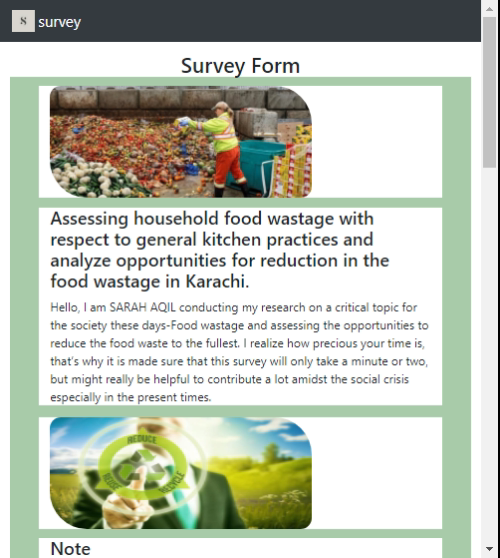 S survey
Survey Form
Assessing household food wastage with
respect to general kitchen practices and
analyze opportunities for reduction in the
food wastage in Karachi.
Hello, I am SARAH AQIL conducting my research on a critical topic for
the society these days-Food wastage and assessing the opportunities to
reduce the food waste to the fullest. I realize how precious your time is,
that's why it is made sure that this survey will only take a minute or two,
but might really be helpful to contribute a lot amidst the social crisis
especially in the present times.
REDUCE
RECYCLE
Note